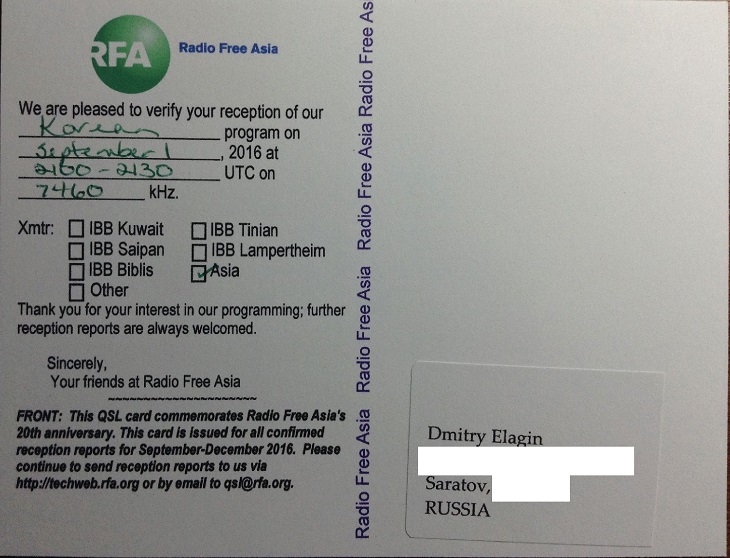 RFA
Radio Free Asia
We are pleased to verify your reception of our
Korean program on
September 1, 2016 at
2100-2130 UTC on
7460 kHz.
Xmtr: IBB Kuwait IBB Tinian
IBB Saipan IBB Lampertheim
IBB Biblis Asia
Other
Thank you for your interest in our programming; further
reception reports are always welcomed.
Sincerely,
Your friends at Radio Free Asia
~~~~~~~~~~~~~~~~~~~~~~
FRONT: This QSL card commemorates Radio Free Asia's
20th anniversary. This card is issued for all confirmed
reception reports for September-December 2016. Please
continue to send reception reports to us via
http://techweb.rfa.org or by email to qsl@rfa.org.
Radio Free Asia Radio Free Asia Radio Free Asia Radio Free As
Dmitry Elagin
Saratov,
RUSSIA